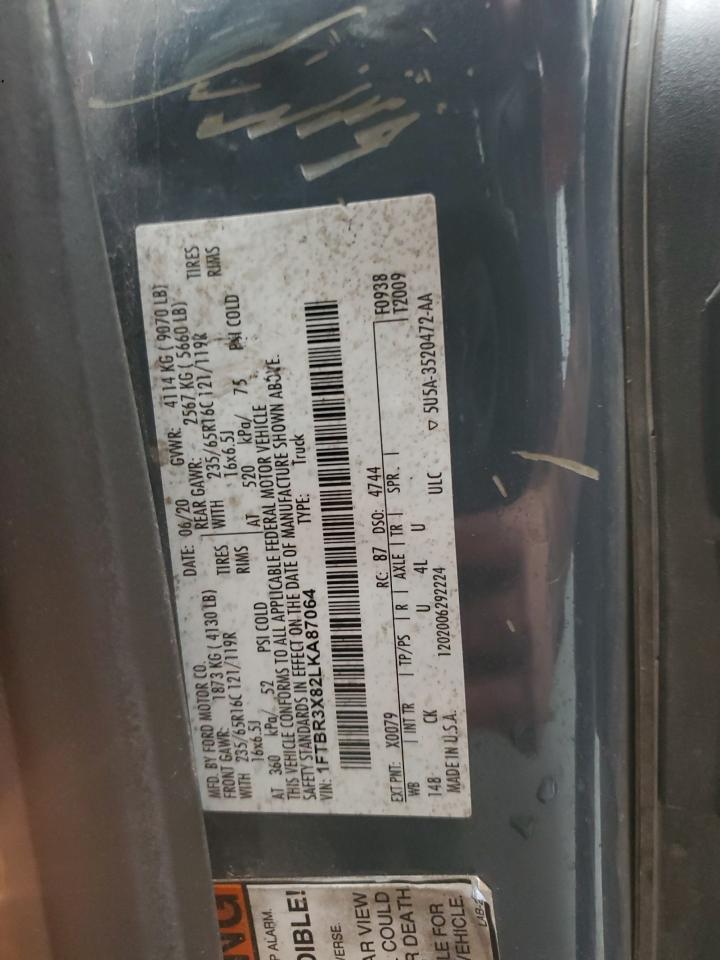 MFD. BY FORD MOTOR CO.
DATE: 06/20 GVWR: 4114 KG ( 9070 LB)
FRONT GAWR: 1873 KG ( 4130 LB) REAR GAWR: 2567 KG ( 5660 LB)
WITH 235/65R16C 121/119R TIRES WITH 235/65R16C 121/119R TIRES
16x6.5J RIMS 16x6.5J RIMS
AT 360 kPa/ 52 PSI COLD AT 520 kPa/ 75 PSI COLD
THIS VEHICLE CONFORMS TO ALL APPLICABLE FEDERAL MOTOR VEHICLE
SAFETY STANDARDS IN EFFECT ON THE DATE OF MANUFACTURE SHOWN ABOVE.
VIN: 1FTBR3X82LKA87064 TYPE: Truck
EXT PNT: X0079 RC: 87 DSO: 4744 F0938
WB INT TR TP/PS R AXLE TR SPR. T2009
148 CK U 4L U ULC
MADE IN U.S.A. 1202006292224 5U5A-3520472-AA
NG
P ALARM.
DIBLE!
VERSE.
AR VIEW
COULD
R DEATH
LE FOR
VEHICLE.